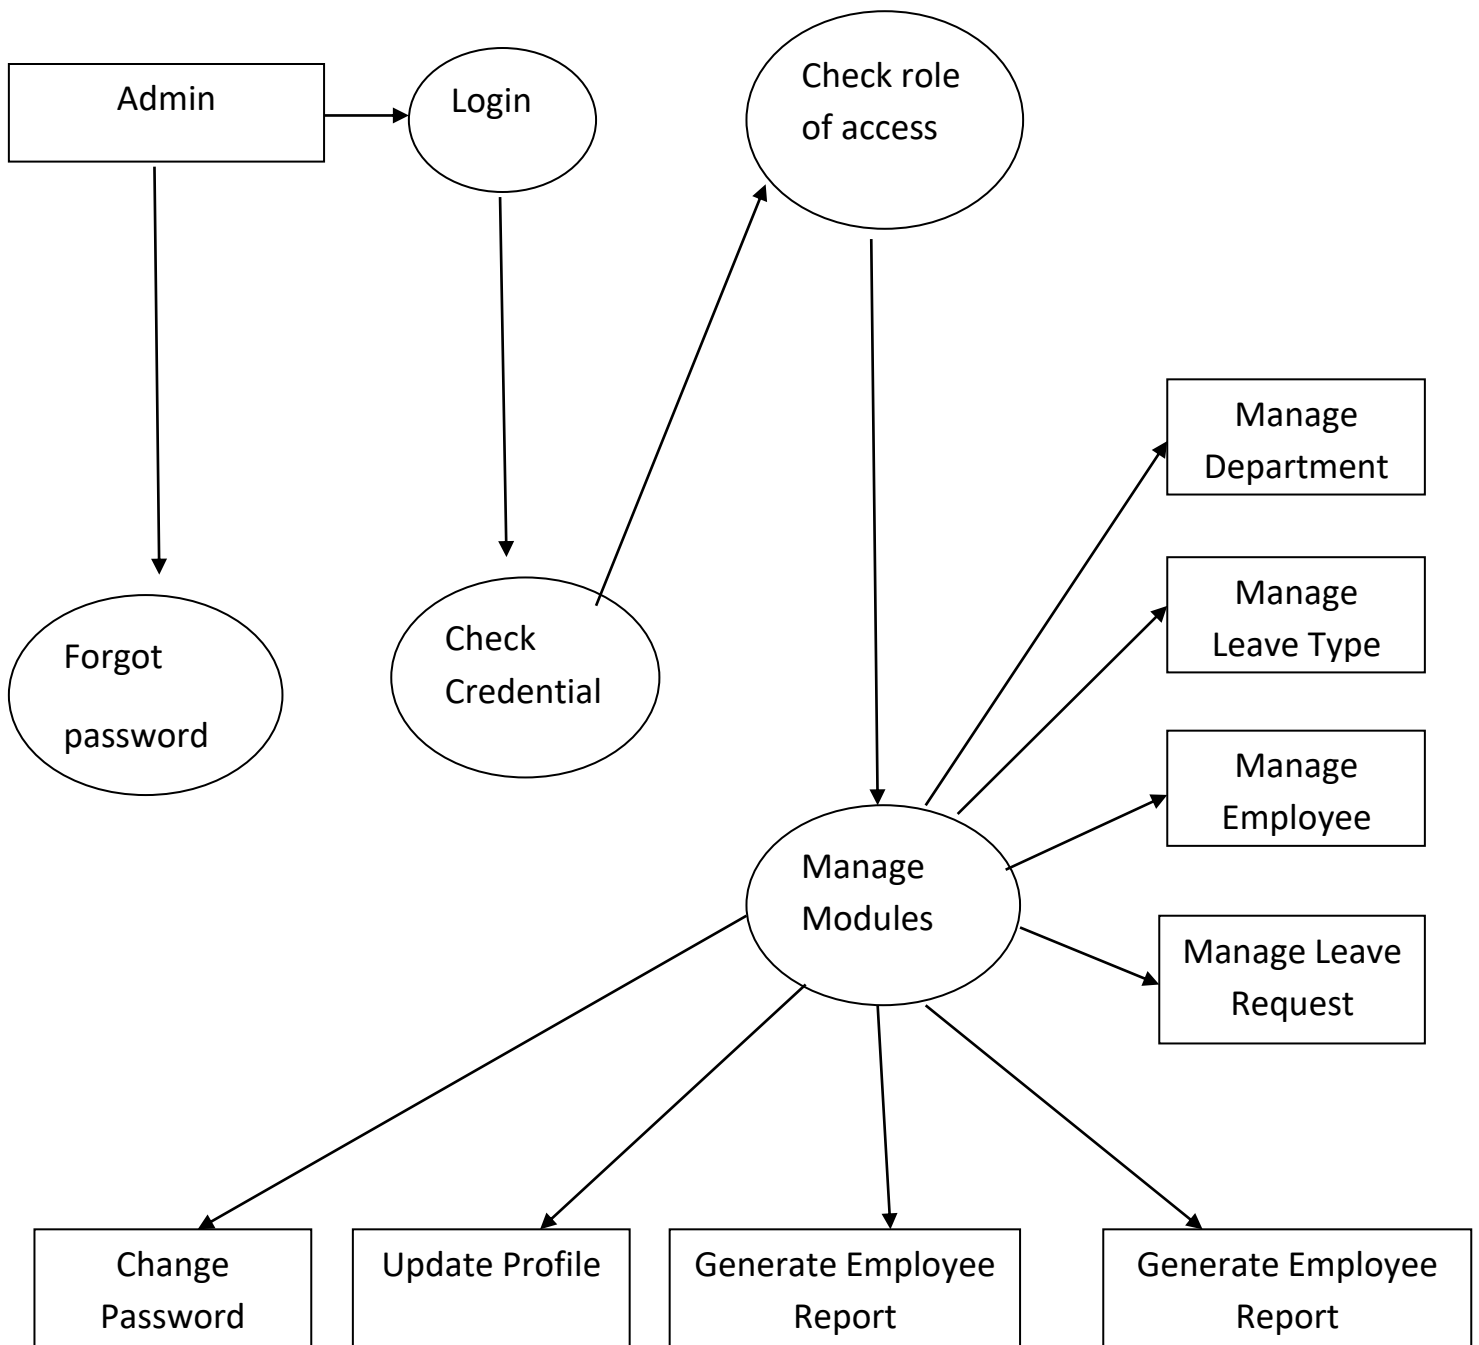 Admin
Login
Check role
of access
Manage
Department
Manage
Leave Type
Forgot
password
Check
Credential
Manage
Employee
Manage
Modules
Manage Leave
Request
Change
Password
Update Profile
Generate Employee
Report
Generate Employee
Report